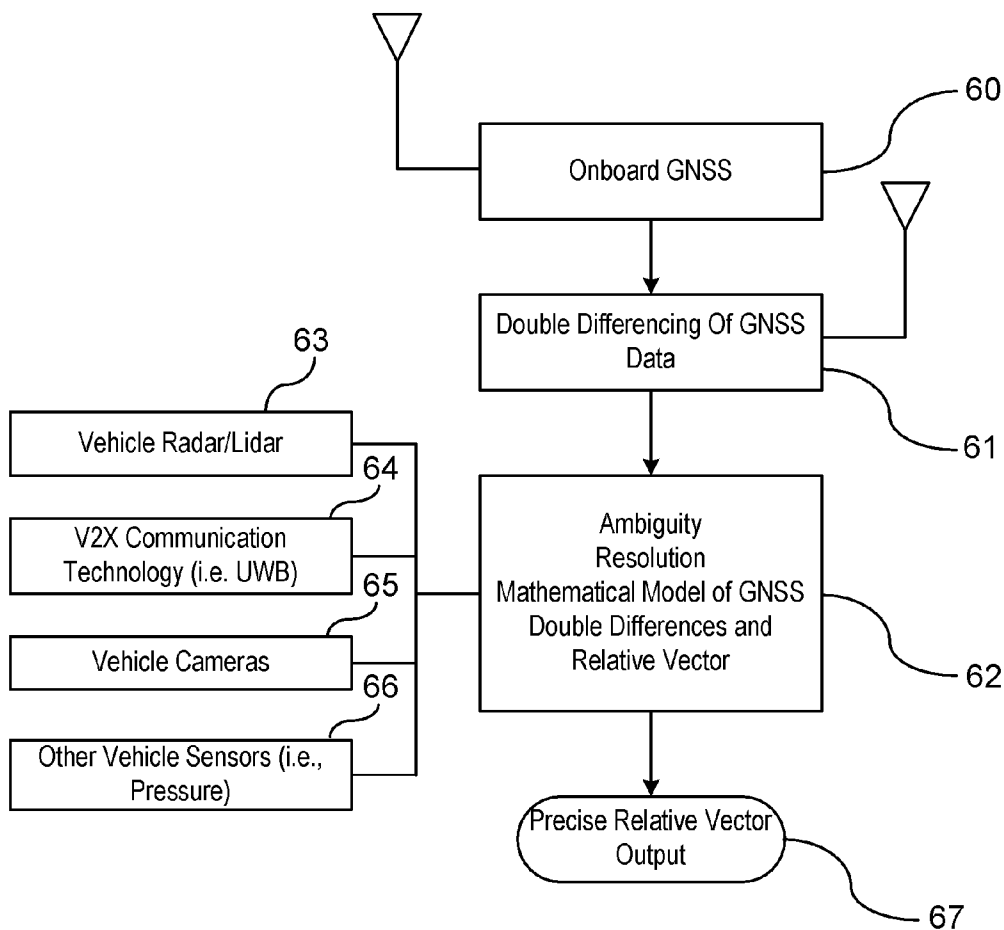 60
Onboard GNSS
Double Differencing Of GNSS
Data
61
63
Vehicle Radar/Lidar
64
V2X Communication
Technology (i.e. UWB)
65
Vehicle Cameras
66
Other Vehicle Sensors (i.e.,
Pressure)
Ambiguity
Resolution
Mathematical Model of GNSS
Double Differences and
Relative Vector
62
Precise Relative Vector
Output
67